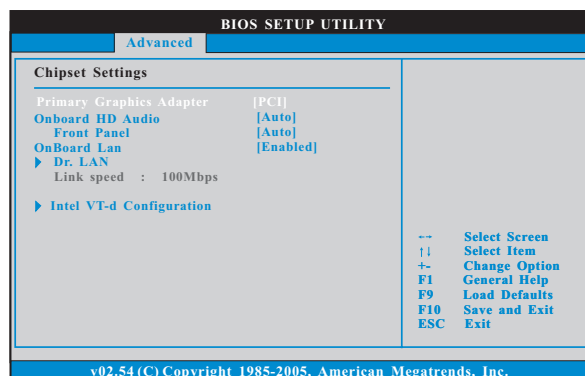 BIOS SETUP UTILITY
Advanced
Chipset Settings
Primary Graphics Adapter [PCI]
Onboard HD Audio [Auto]
Front Panel [Auto]
OnBoard Lan [Enabled]
Dr. LAN
Link speed : 100Mbps
Intel VT-d Configuration
←→ Select Screen
↑↓ Select Item
+- Change Option
F1 General Help
F9 Load Defaults
F10 Save and Exit
ESC Exit
v02.54 (C) Copyright 1985-2005, American Megatrends, Inc.